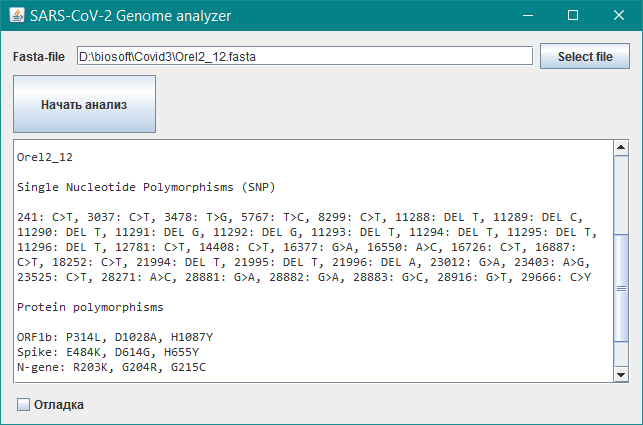 SARS-CoV-2 Genome analyzer
Fasta-file D:\biosoft\Covid3\Orel2_12.fasta Select file
Начать анализ
Orel2_12
Single Nucleotide Polymorphisms (SNP)
241: C>T, 3037: C>T, 3478: T>G, 5767: T>C, 8299: C>T, 11288: DEL T, 11289: DEL C,
11290: DEL T, 11291: DEL G, 11292: DEL G, 11293: DEL T, 11294: DEL T, 11295: DEL T,
11296: DEL T, 12781: C>T, 14408: C>T, 16377: G>A, 16550: A>C, 16726: C>T, 16887:
C>T, 18252: C>T, 21994: DEL T, 21995: DEL T, 21996: DEL A, 23012: G>A, 23403: A>G,
23525: C>T, 28271: A>C, 28881: G>A, 28882: G>A, 28883: G>C, 28916: G>T, 29666: C>Y
Protein polymorphisms
ORF1b: P314L, D1028A, H1087Y
Spike: E484K, D614G, H655Y
N-gene: R203K, G204R, G215C
Отладка